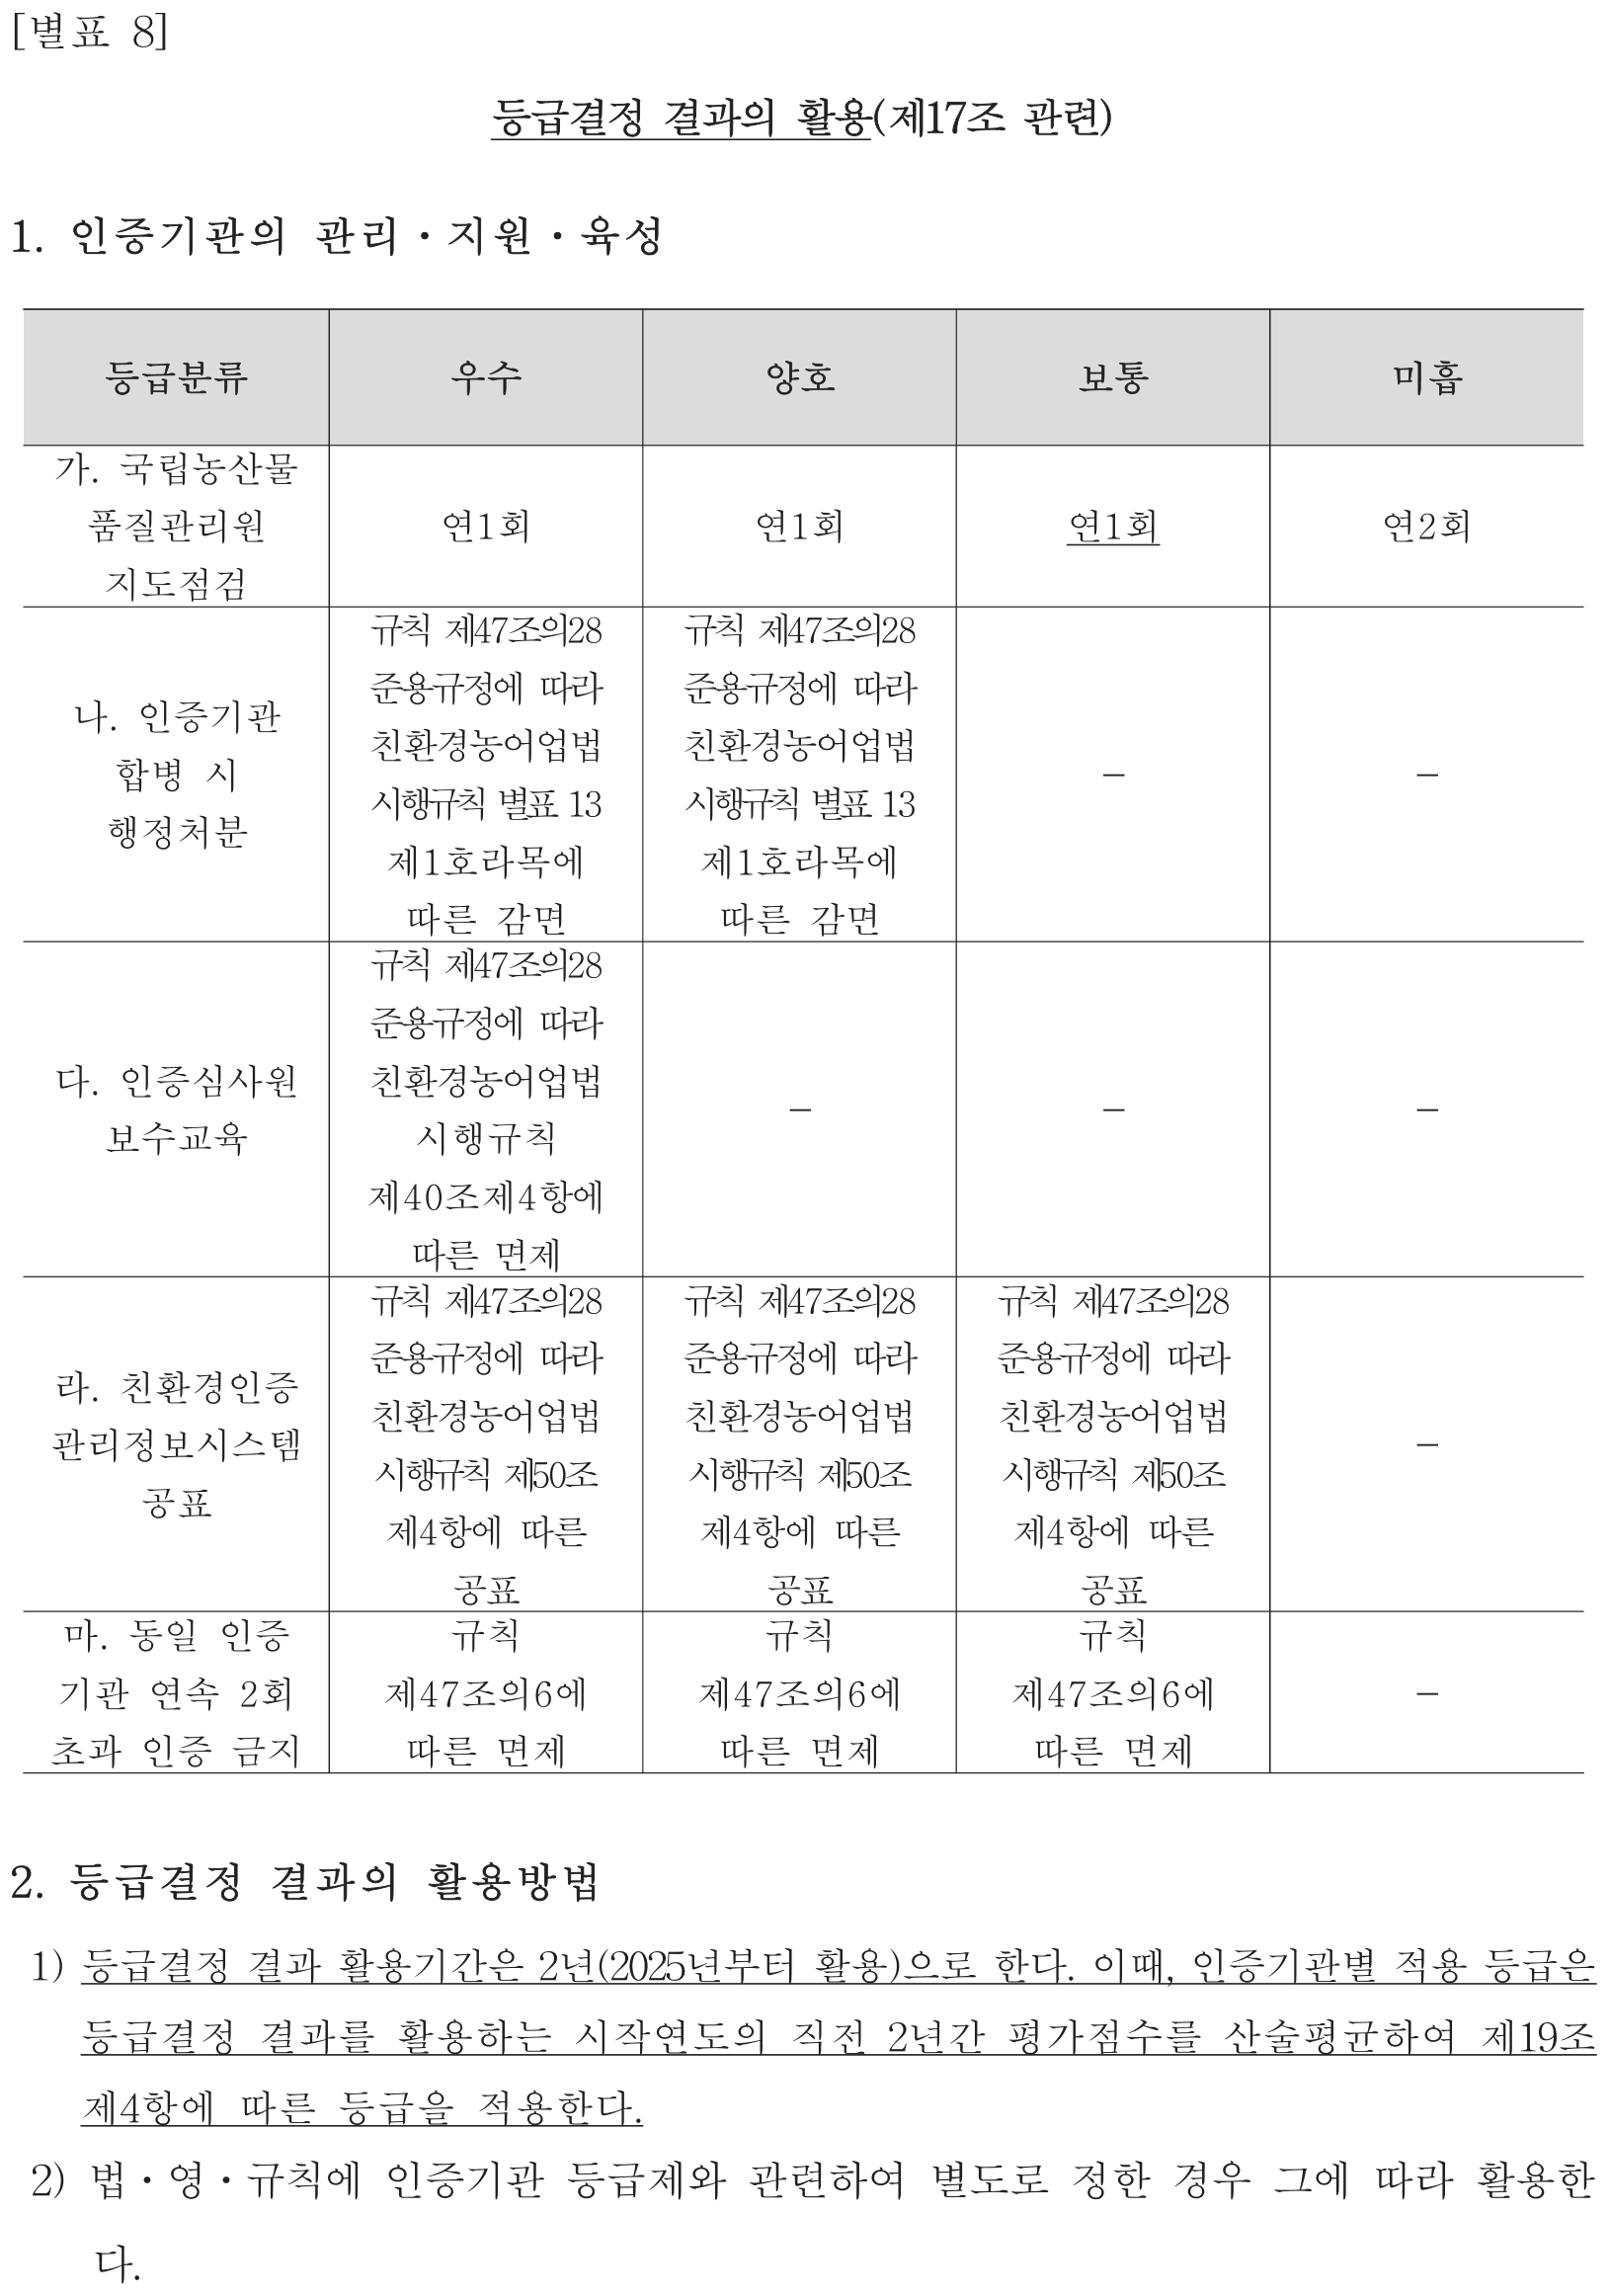 [별표 8]
등급결정 결과의 활용(제17조 관련)
1. 인증기관의 관리·지원·육성
등급분류
우수
양호
보통
미흡
가. 국립농산물
품질관리원
지도점검
연1회
연1회
연1회
연2회
나. 인증기관
합병 시
행정처분
규칙 제47조의28
준용규정에 따라
친환경농어업법
시행규칙 별표 13
제1호라목에
따른 감면
규칙 제47조의28
준용규정에 따라
친환경농어업법
시행규칙 별표 13
제1호라목에
따른 감면
–
–
다. 인증심사원
보수교육
규칙 제47조의28
준용규정에 따라
친환경농어업법
시행규칙
제40조제4항에
따른 면제
–
–
–
라. 친환경인증
관리정보시스템
공표
규칙 제47조의28
준용규정에 따라
친환경농어업법
시행규칙 제50조
제4항에 따른
공표
규칙 제47조의28
준용규정에 따라
친환경농어업법
시행규칙 제50조
제4항에 따른
공표
규칙 제47조의28
준용규정에 따라
친환경농어업법
시행규칙 제50조
제4항에 따른
공표
–
마. 동일 인증
기관 연속 2회
초과 인증 금지
규칙
제47조의6에
따른 면제
규칙
제47조의6에
따른 면제
규칙
제47조의6에
따른 면제
–
2. 등급결정 결과의 활용방법
1) 등급결정 결과 활용기간은 2년(2025년부터 활용)으로 한다. 이때, 인증기관별 적용 등급은
등급결정 결과를 활용하는 시작연도의 직전 2년간 평가점수를 산술평균하여 제19조
제4항에 따른 등급을 적용한다.
2) 법·영·규칙에 인증기관 등급제와 관련하여 별도로 정한 경우 그에 따라 활용한
다.